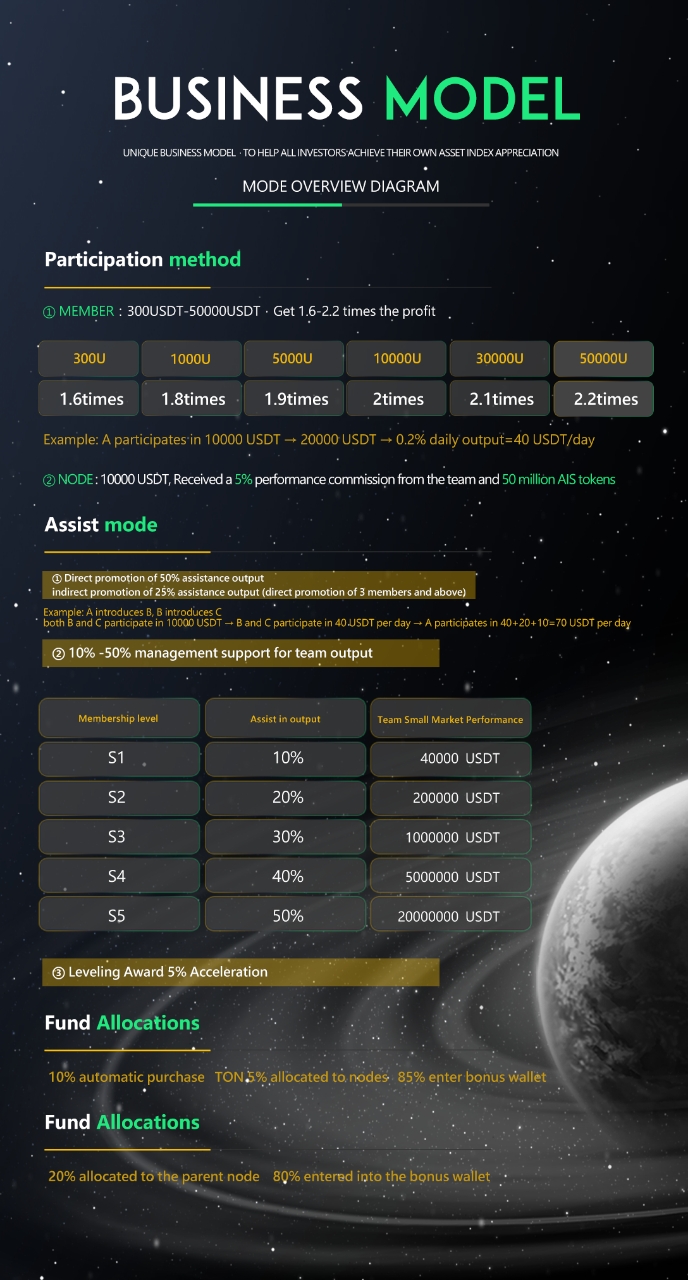 BUSINESS MODEL
UNIQUE BUSINESS MODEL · TO HELP ALL INVESTORS'ACHIEVE THEIR OWN ASSET INDEX APPRECIATION
MODE OVERVIEW DIAGRAM
Participation method
① MEMBER : 300USDT-50000USDT · Get 1.6-2.2 times the profit
300U 1000U 5000U 10000U 30000U 50000U
1.6times 1.8times 1.9times 2times 2.1times 2.2times
Example: A participates in 10000 USDT → 20000 USDT → 0.2% daily output=40 USDT/day
② NODE : 10000 USDT, Received a 5% performance commission from the team and 50 million AIS tokens
Assist mode
① Direct promotion of 50% assistance output
indirect promotion of 25% assistance output (direct promotion of 3 members and above)
Example: A introduces B, B introduces C
both B and C participate in 10000 USDT → B and C participate in 40 USDT per day → A participates in 40+20+10=70 USDT per day
② 10% -50% management support for team output
Membership level Assist in output Team Small Market Performance
S1 10% 40000 USDT
S2 20% 200000 USDT
S3 30% 1000000 USDT
S4 40% 5000000 USDT
S5 50% 20000000 USDT
③ Leveling Award 5% Acceleration
Fund Allocations
10% automatic purchase TON 5% allocated to nodes 85% enter bonus wallet
Fund Allocations
20% allocated to the parent node 80% entered into the bonus wallet